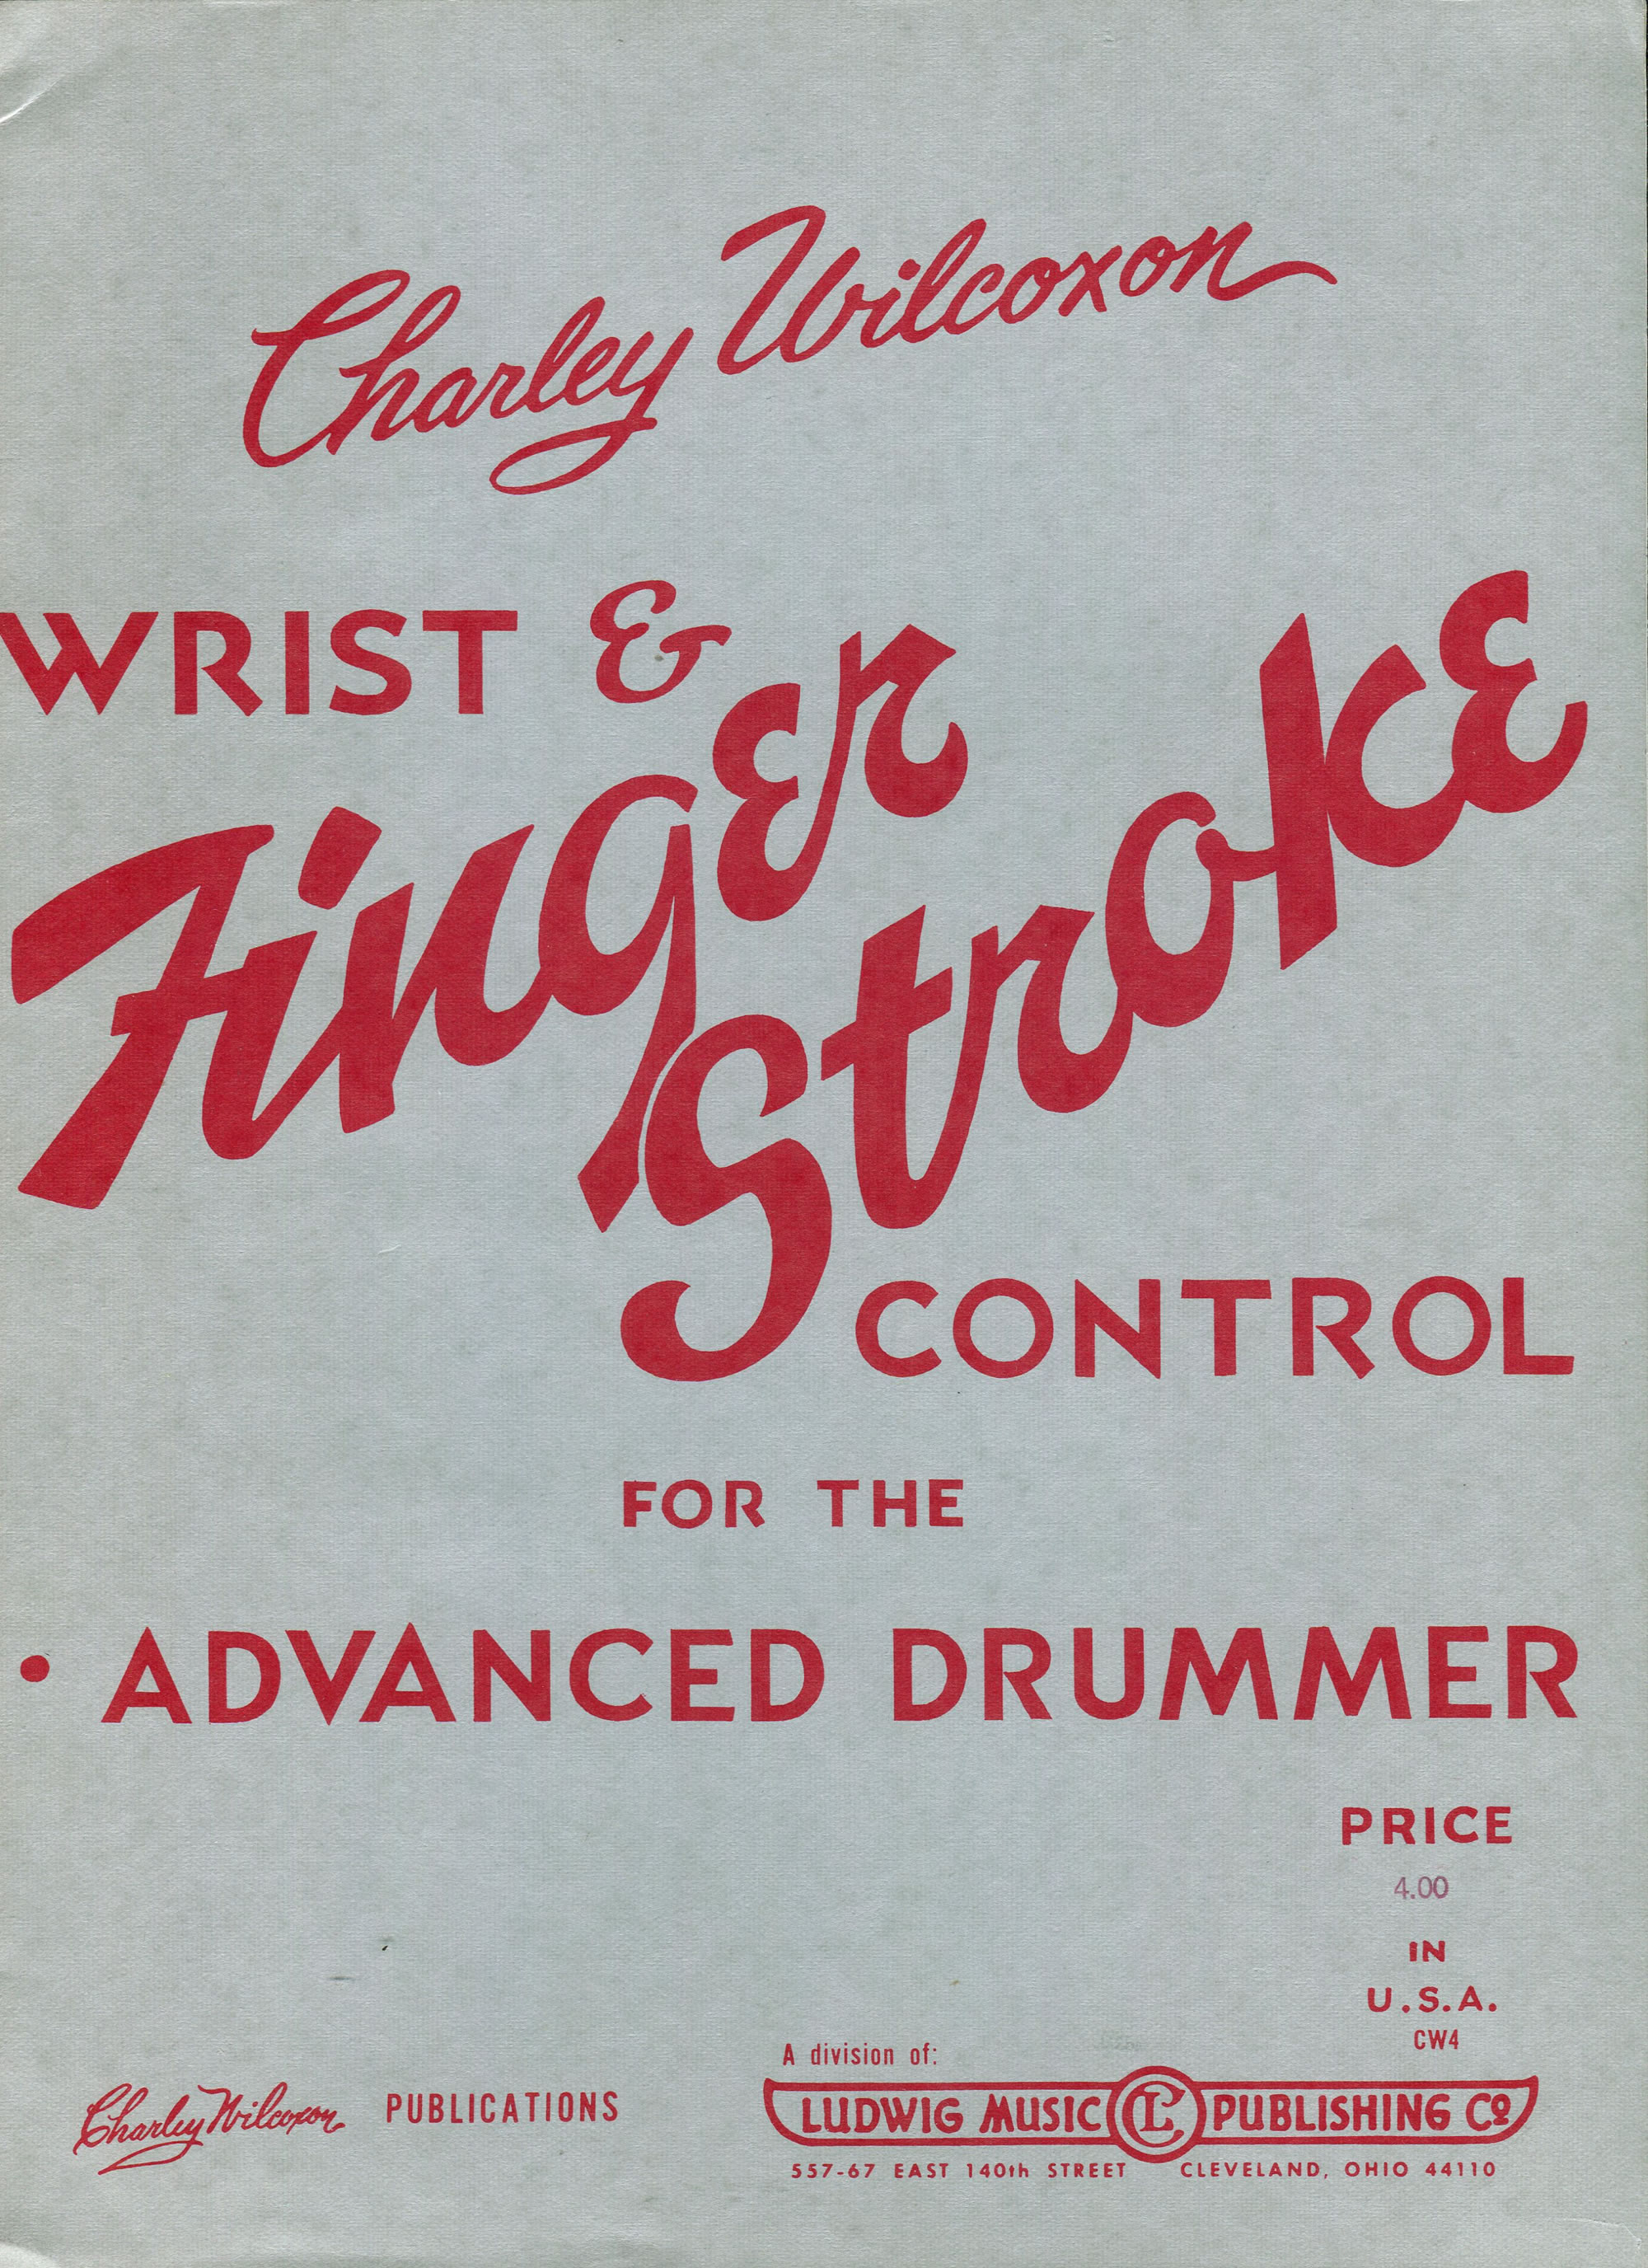 Charley Wilcoxon
WRIST &
Finger
Stroke
CONTROL
FOR THE
• ADVANCED DRUMMER
PRICE
4.00
IN
U.S.A.
CW4
A division of:
Charley Wilcoxon PUBLICATIONS
LUDWIG MUSIC CL PUBLISHING Cº
557-67 EAST 140th STREET CLEVELAND, OHIO 44110